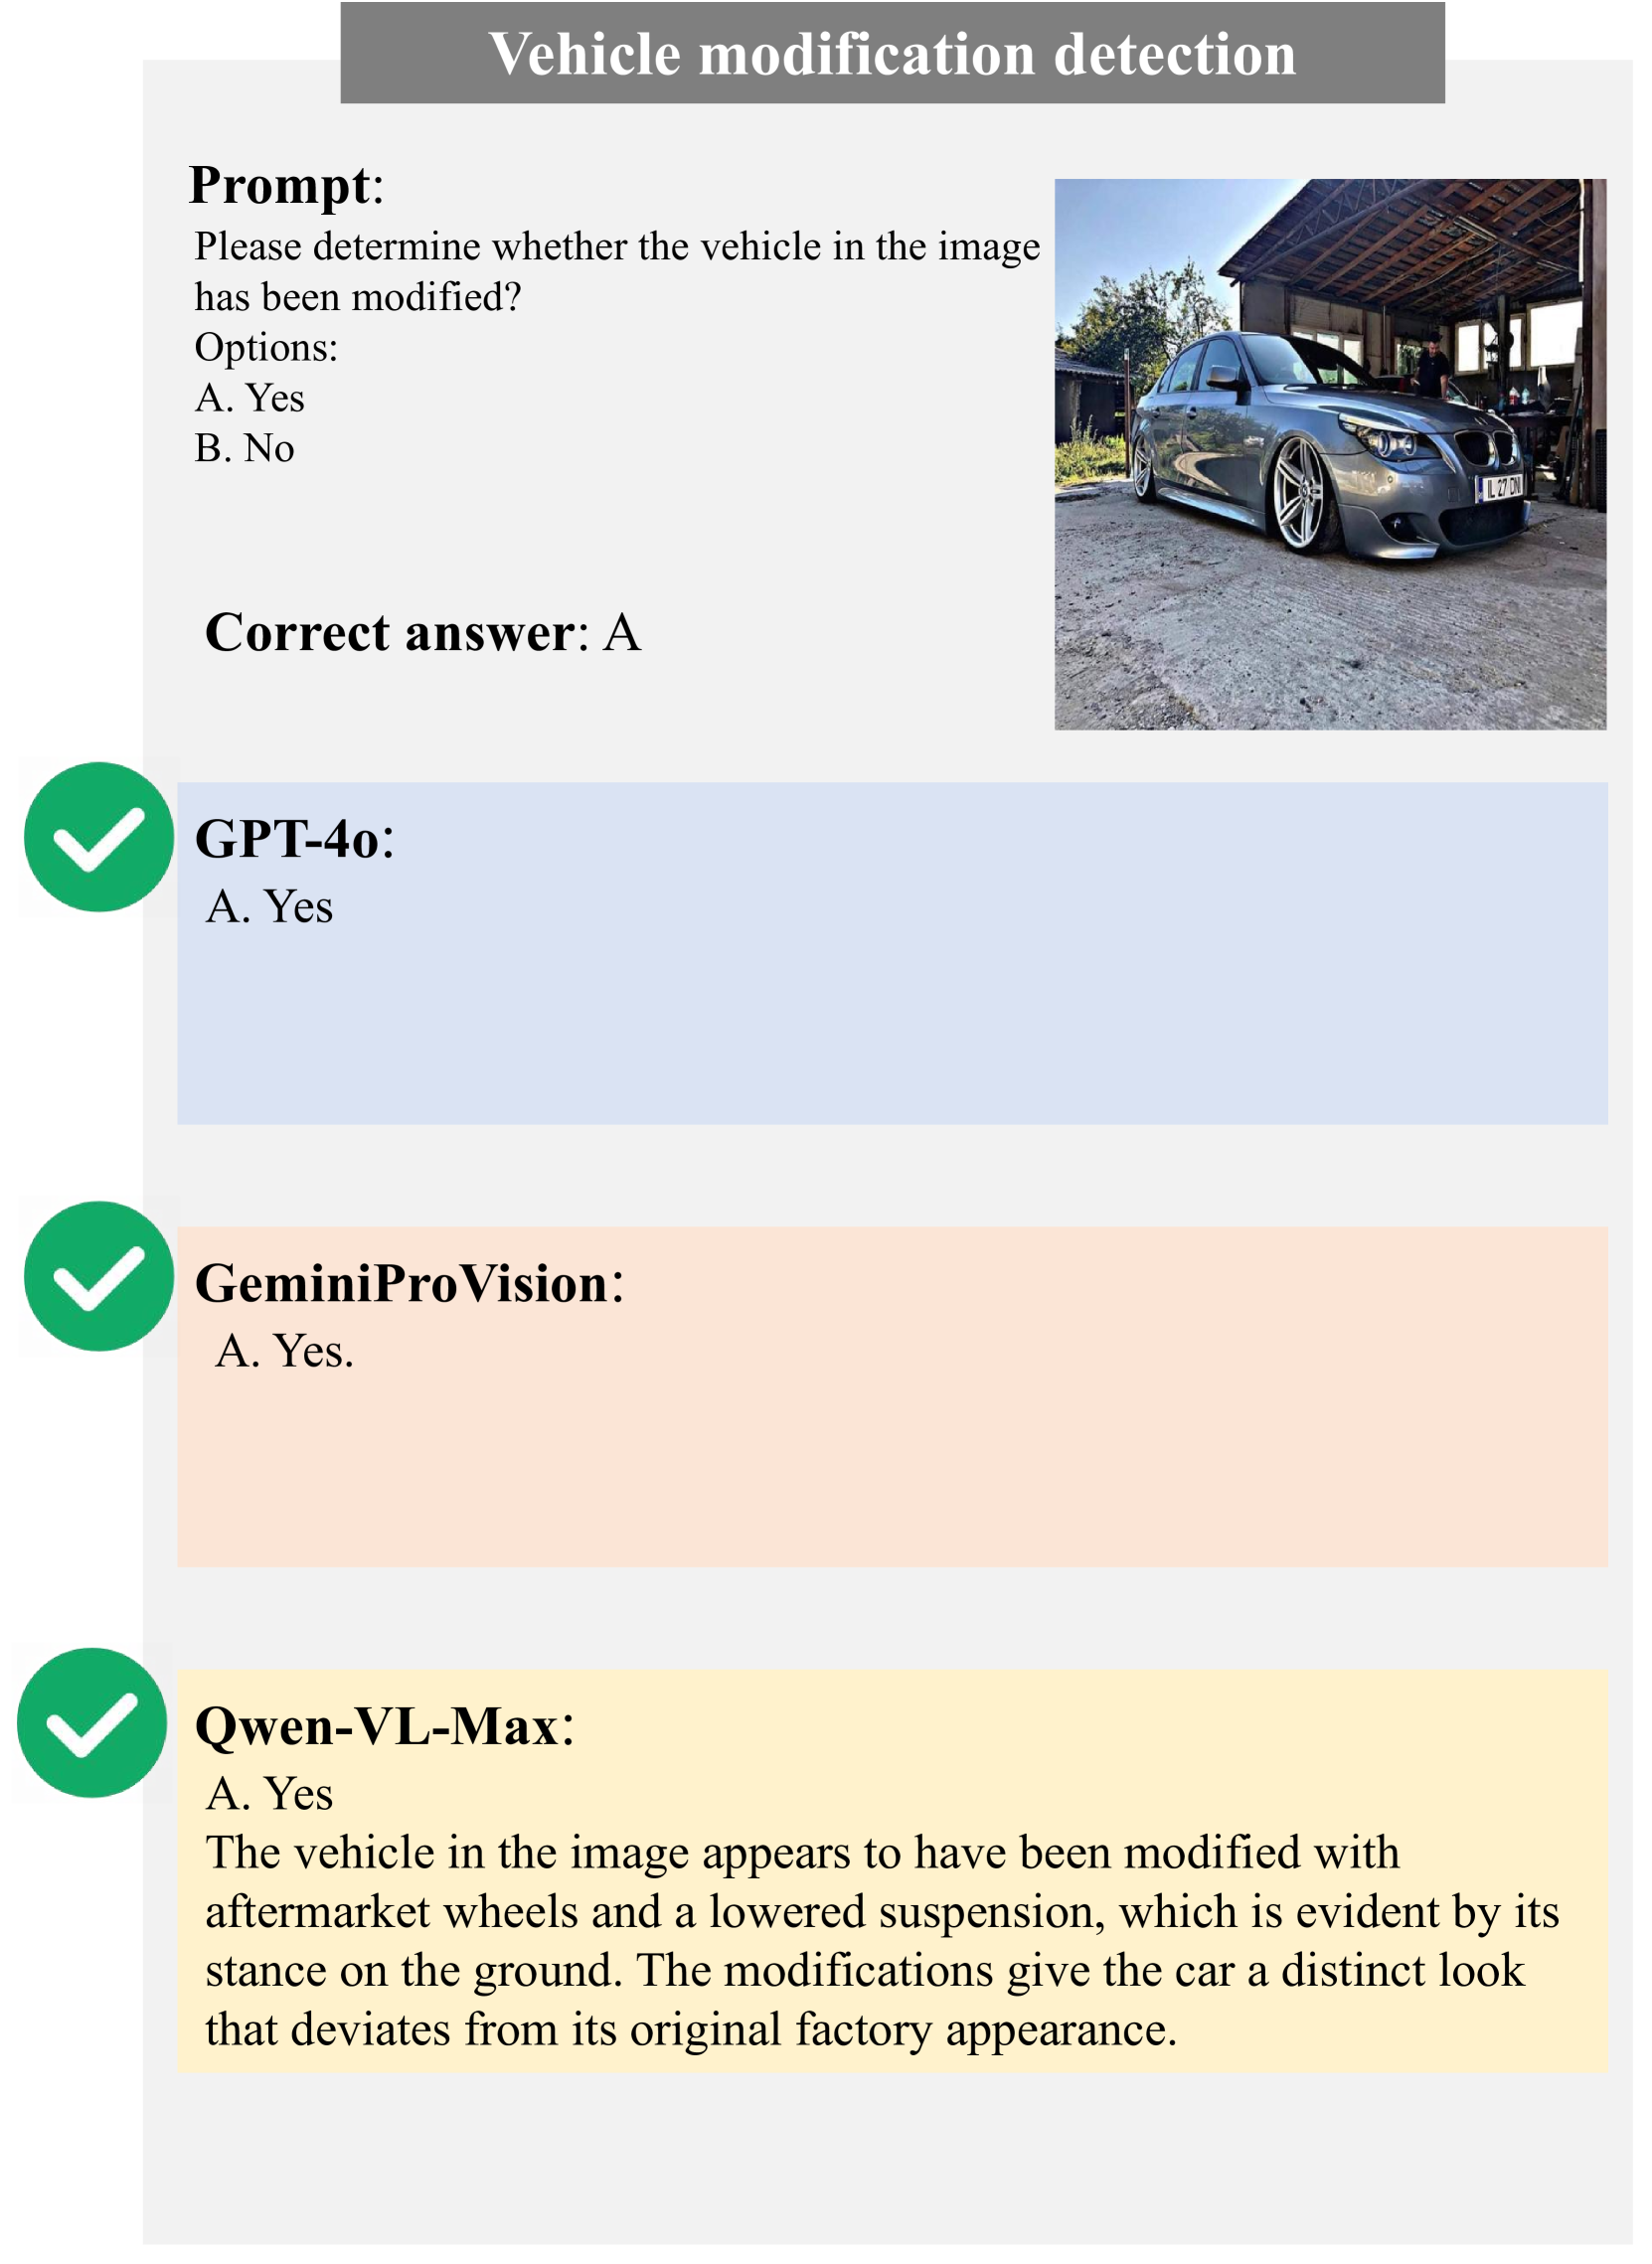 Vehicle modification detection
Prompt:
Please determine whether the vehicle in the image
has been modified?
Options:
A. Yes
B. No
IL 27 DNI
Correct answer: A
GPT-4o:
A. Yes
GeminiProVision:
A. Yes.
Qwen-VL-Max:
A. Yes
The vehicle in the image appears to have been modified with
aftermarket wheels and a lowered suspension, which is evident by its
stance on the ground. The modifications give the car a distinct look
that deviates from its original factory appearance.